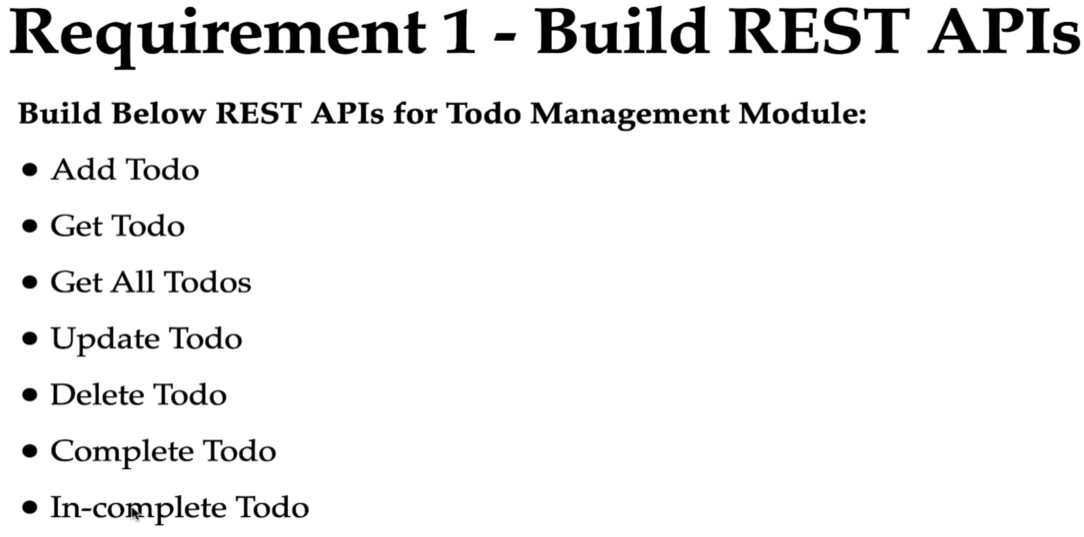 Requirement 1 - Build REST APIs
Build Below REST APIs for Todo Management Module:
• Add Todo
• Get Todo
• Get All Todos
• Update Todo
• Delete Todo
• Complete Todo
• In-complete Todo